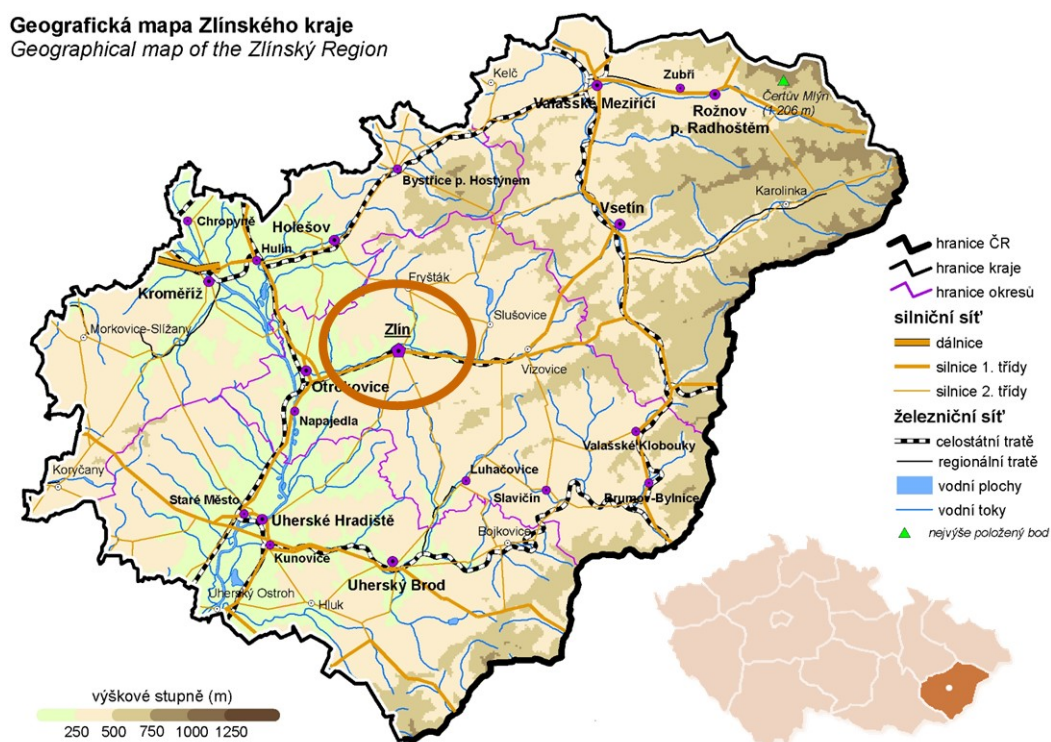 Geografická mapa Zlínského kraje
Geographical map of the Zlínský Region
Kelč
Zubří
Valašské Meziříčí
Čertův Mlýn
(1 206 m)
Rožnov
p. Radhoštěm
Bystřice p. Hostýnem
Karolinka
Vsetín
Chropyně
Holešov
Hulín
Kroměříž
Fryšták
Slušovice
Zlín
Morkovice-Slížany
Vizovice
Otrokovice
Napajedla
Valašské Klobouky
Koryčany
Luhačovice
Staré Město
Slavičín
Brumov-Bylnice
Uherské Hradiště
Bojkovice
Kunovice
Uherský Brod
Uherský Ostroh
Hluk
hranice ČR
hranice kraje
hranice okresů
silniční síť
dálnice
silnice 1. třídy
silnice 2. třídy
železniční síť
celostátní tratě
regionální tratě
vodní plochy
vodní toky
nejvýše položený bod
výškové stupně (m)
250 500 750 1000 1250